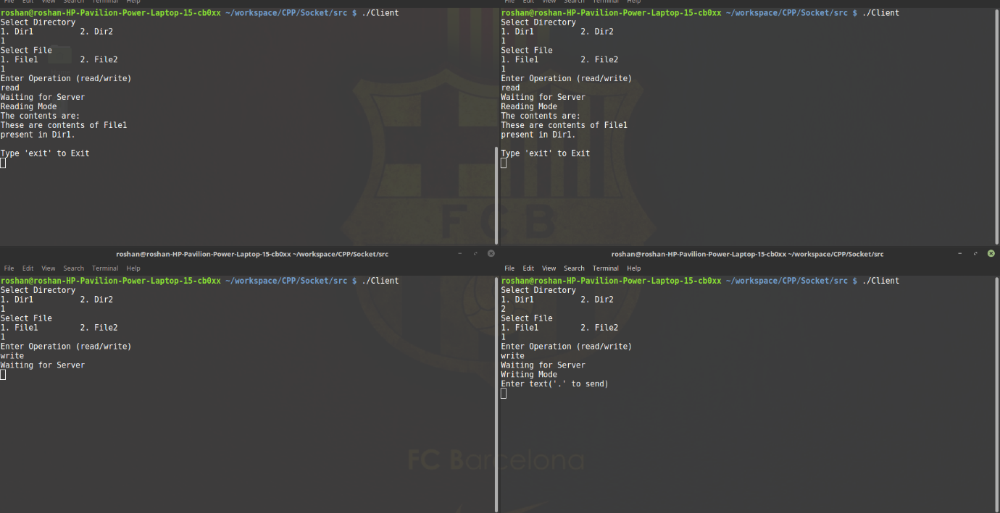 File Edit View Search Terminal Help
roshan@roshan-HP-Pavilion-Power-Laptop-15-cb0xx ~/workspace/CPP/Socket/src $ ./Client
Select Directory
1. Dir1 2. Dir2
1
Select File
1. File1 2. File2
1
Enter Operation (read/write)
read
Waiting for Server
Reading Mode
The contents are:
These are contents of File1
present in Dir1.
Type 'exit' to Exit
File Edit View Search Terminal Help
roshan@roshan-HP-Pavilion-Power-Laptop-15-cb0xx ~/workspace/CPP/Socket/src $ ./Client
Select Directory
1. Dir1 2. Dir2
1
Select File
1. File1 2. File2
1
Enter Operation (read/write)
read
Waiting for Server
Reading Mode
The contents are:
These are contents of File1
present in Dir1.
Type 'exit' to Exit
FCB
roshan@roshan-HP-Pavilion-Power-Laptop-15-cb0xx ~/workspace/CPP/Socket/src
File Edit View Search Terminal Help
roshan@roshan-HP-Pavilion-Power-Laptop-15-cb0xx ~/workspace/CPP/Socket/src $ ./Client
Select Directory
1. Dir1 2. Dir2
1
Select File
1. File1 2. File2
1
Enter Operation (read/write)
write
Waiting for Server
roshan@roshan-HP-Pavilion-Power-Laptop-15-cb0xx ~/workspace/CPP/Socket/src
File Edit View Search Terminal Help
roshan@roshan-HP-Pavilion-Power-Laptop-15-cb0xx ~/workspace/CPP/Socket/src $ ./Client
Select Directory
1. Dir1 2. Dir2
2
Select File
1. File1 2. File2
1
Enter Operation (read/write)
write
Waiting for Server
Writing Mode
Enter text('.' to send)
FC Barcelona